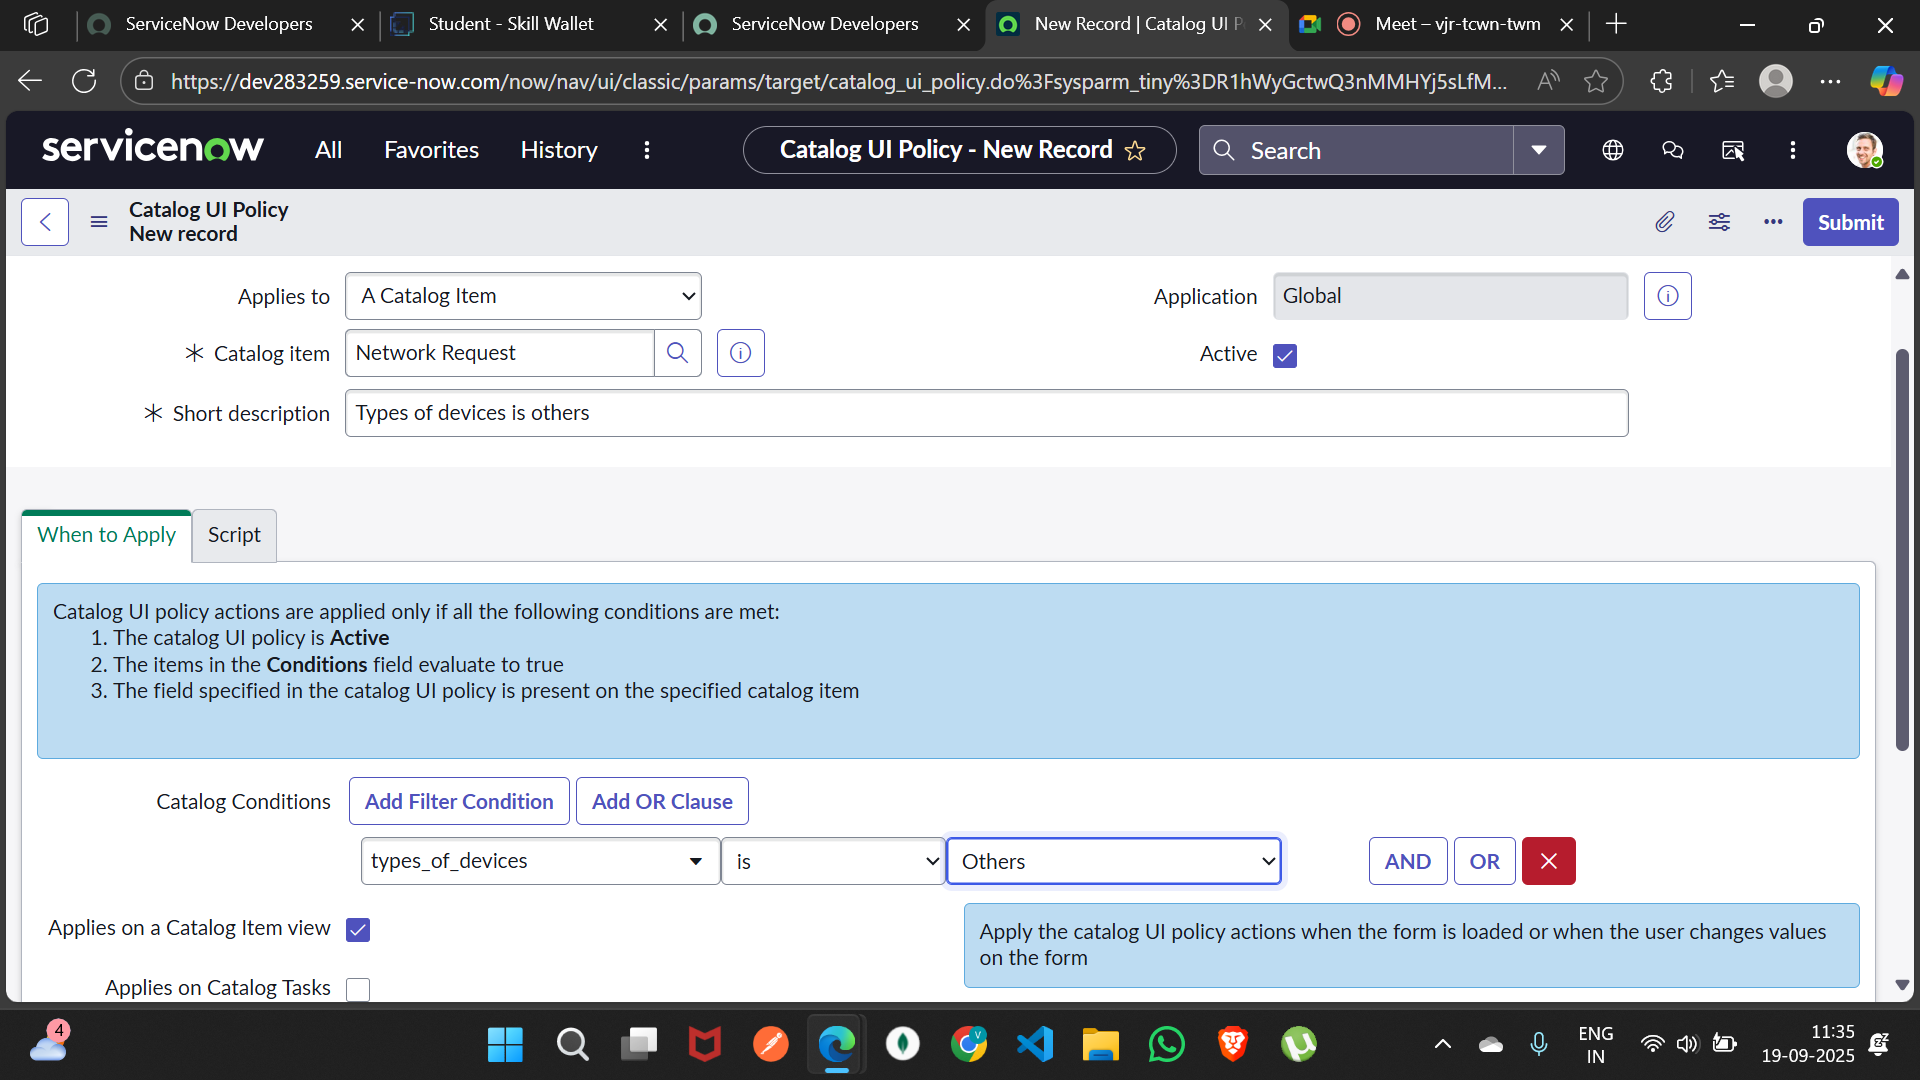 ServiceNow Developers
Student - Skill Wallet
ServiceNow Developers
New Record | Catalog UI P
Meet – vjr-tcwn-twm
https://dev283259.service-now.com/now/nav/ui/classic/params/target/catalog_ui_policy.do%3Fsysparm_tiny%3DR1hWyGctwQ3nMMHYj5sLfM...
servicenow
All
Favorites
History
Catalog UI Policy - New Record
Search
Catalog UI Policy
New record
Submit
Applies to
A Catalog Item
Application
Global
Catalog item
Network Request
Active
Short description
Types of devices is others
When to Apply
Script
Catalog UI policy actions are applied only if all the following conditions are met:
1. The catalog UI policy is Active
2. The items in the Conditions field evaluate to true
3. The field specified in the catalog UI policy is present on the specified catalog item
Catalog Conditions
Add Filter Condition
Add OR Clause
types_of_devices
is
Others
AND
OR
Applies on a Catalog Item view
Apply the catalog UI policy actions when the form is loaded or when the user changes values
on the form
Applies on Catalog Tasks
4
V
ENG
IN
11:35
19-09-2025